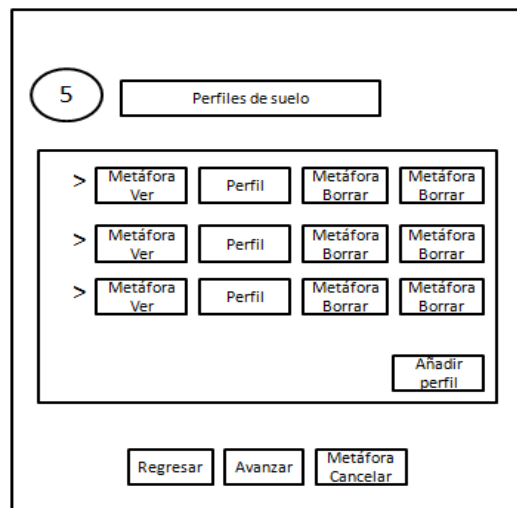 5
Perfiles de suelo
> Metáfora Ver Perfil Metáfora Borrar Metáfora Borrar
> Metáfora Ver Perfil Metáfora Borrar Metáfora Borrar
> Metáfora Ver Perfil Metáfora Borrar Metáfora Borrar
Añadir
perfil
Regresar Avanzar Metáfora Cancelar